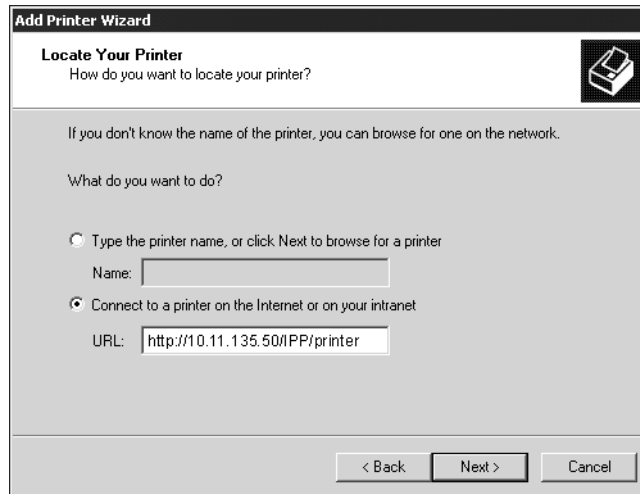 Add Printer Wizard
Locate Your Printer
How do you want to locate your printer?
If you don't know the name of the printer, you can browse for one on the network.
What do you want to do?
Type the printer name, or click Next to browse for a printer
Name:
Connect to a printer on the Internet or on your intranet
URL: http://10.11.135.50/IPP/printer
< Back Next > Cancel